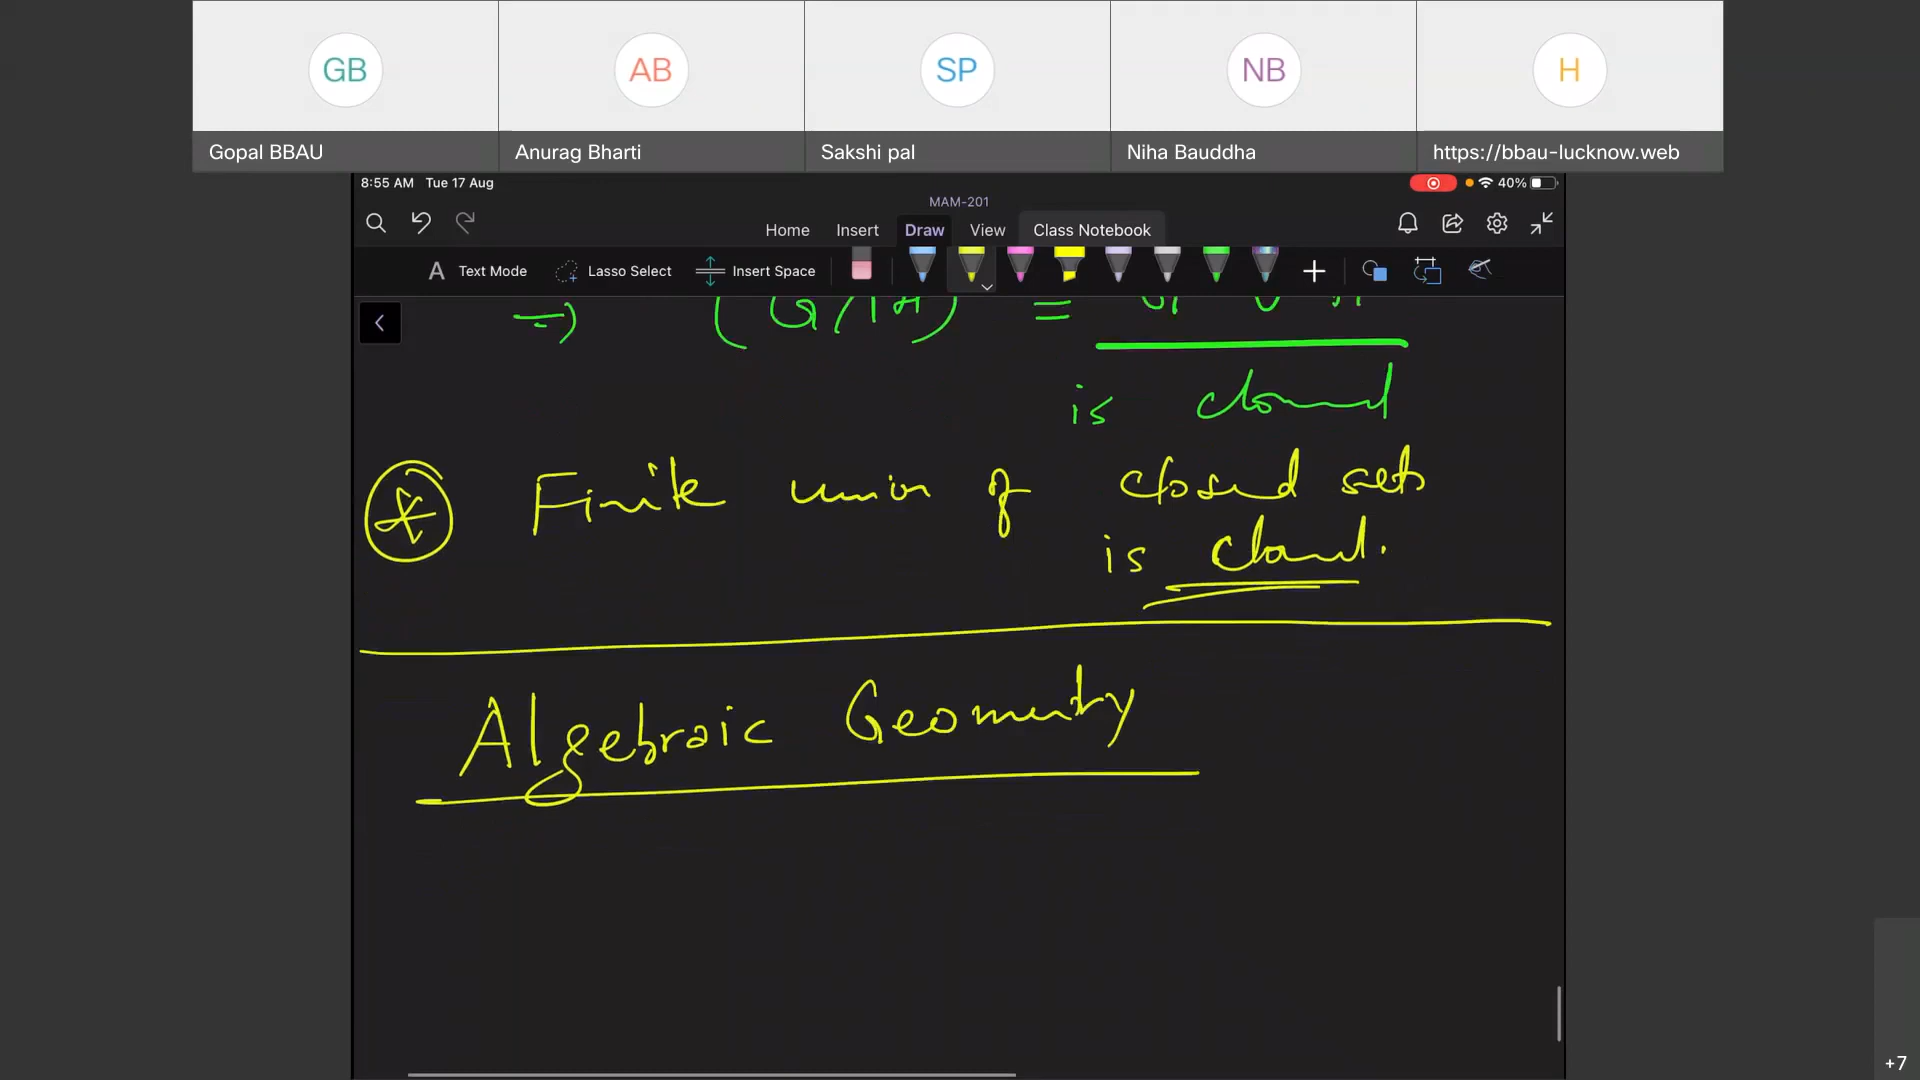 GB AB SP NB H
Gopal BBAU Anurag Bharti Sakshi pal Niha Bauddha https://bbau-lucknow.web
8:55 AM Tue 17 Aug 40%
MAM-201
Home Insert Draw View Class Notebook
A Text Mode Lasso Select Insert Space
is closed
Finite union of closed sets
is closed.
Algebraic Geometry
+7